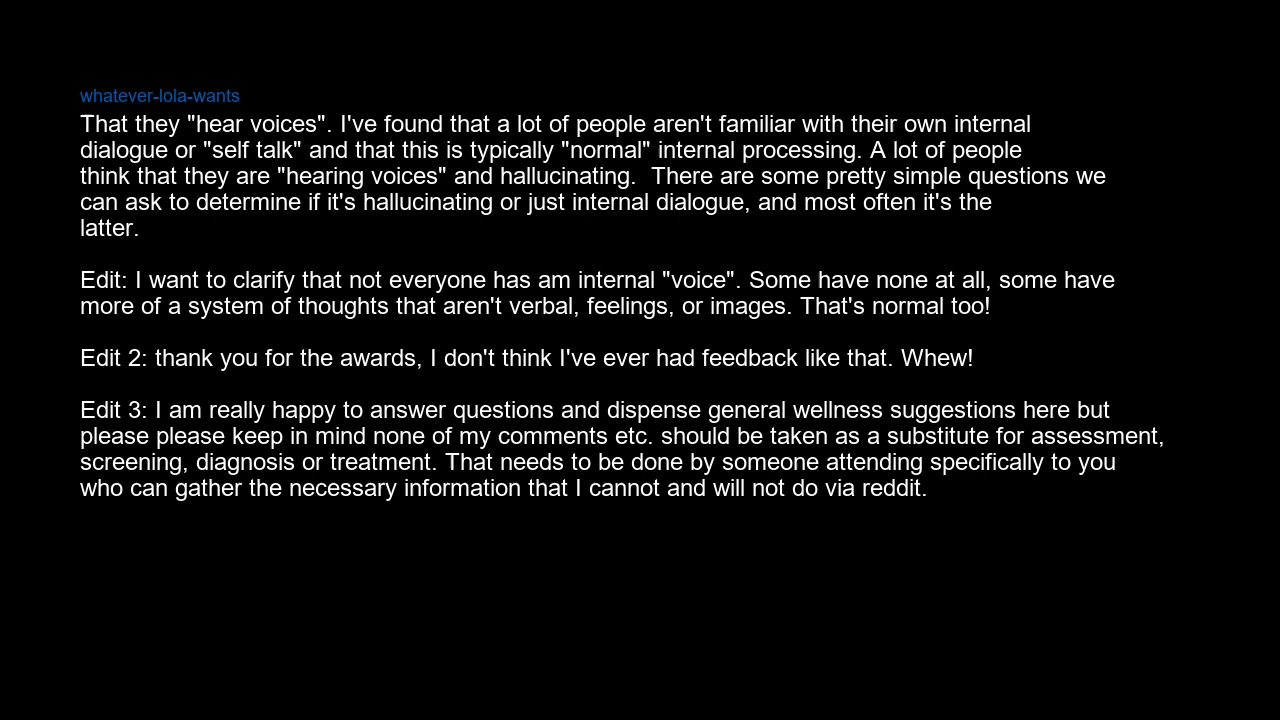 whatever-lola-wants
That they "hear voices". I've found that a lot of people aren't familiar with their own internal
dialogue or "self talk" and that this is typically "normal" internal processing. A lot of people
think that they are "hearing voices" and hallucinating.  There are some pretty simple questions we
can ask to determine if it's hallucinating or just internal dialogue, and most often it's the
latter.
Edit: I want to clarify that not everyone has am internal "voice". Some have none at all, some have
more of a system of thoughts that aren't verbal, feelings, or images. That's normal too!
Edit 2: thank you for the awards, I don't think I've ever had feedback like that. Whew!
Edit 3: I am really happy to answer questions and dispense general wellness suggestions here but
please please keep in mind none of my comments etc. should be taken as a substitute for assessment,
screening, diagnosis or treatment. That needs to be done by someone attending specifically to you
who can gather the necessary information that I cannot and will not do via reddit.